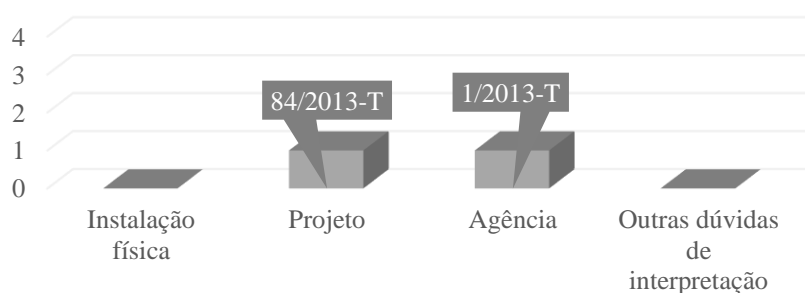 4
3
2
1
0
84/2013-T
1/2013-T
Instalação
física
Projeto
Agência
Outras dúvidas
de
interpretação